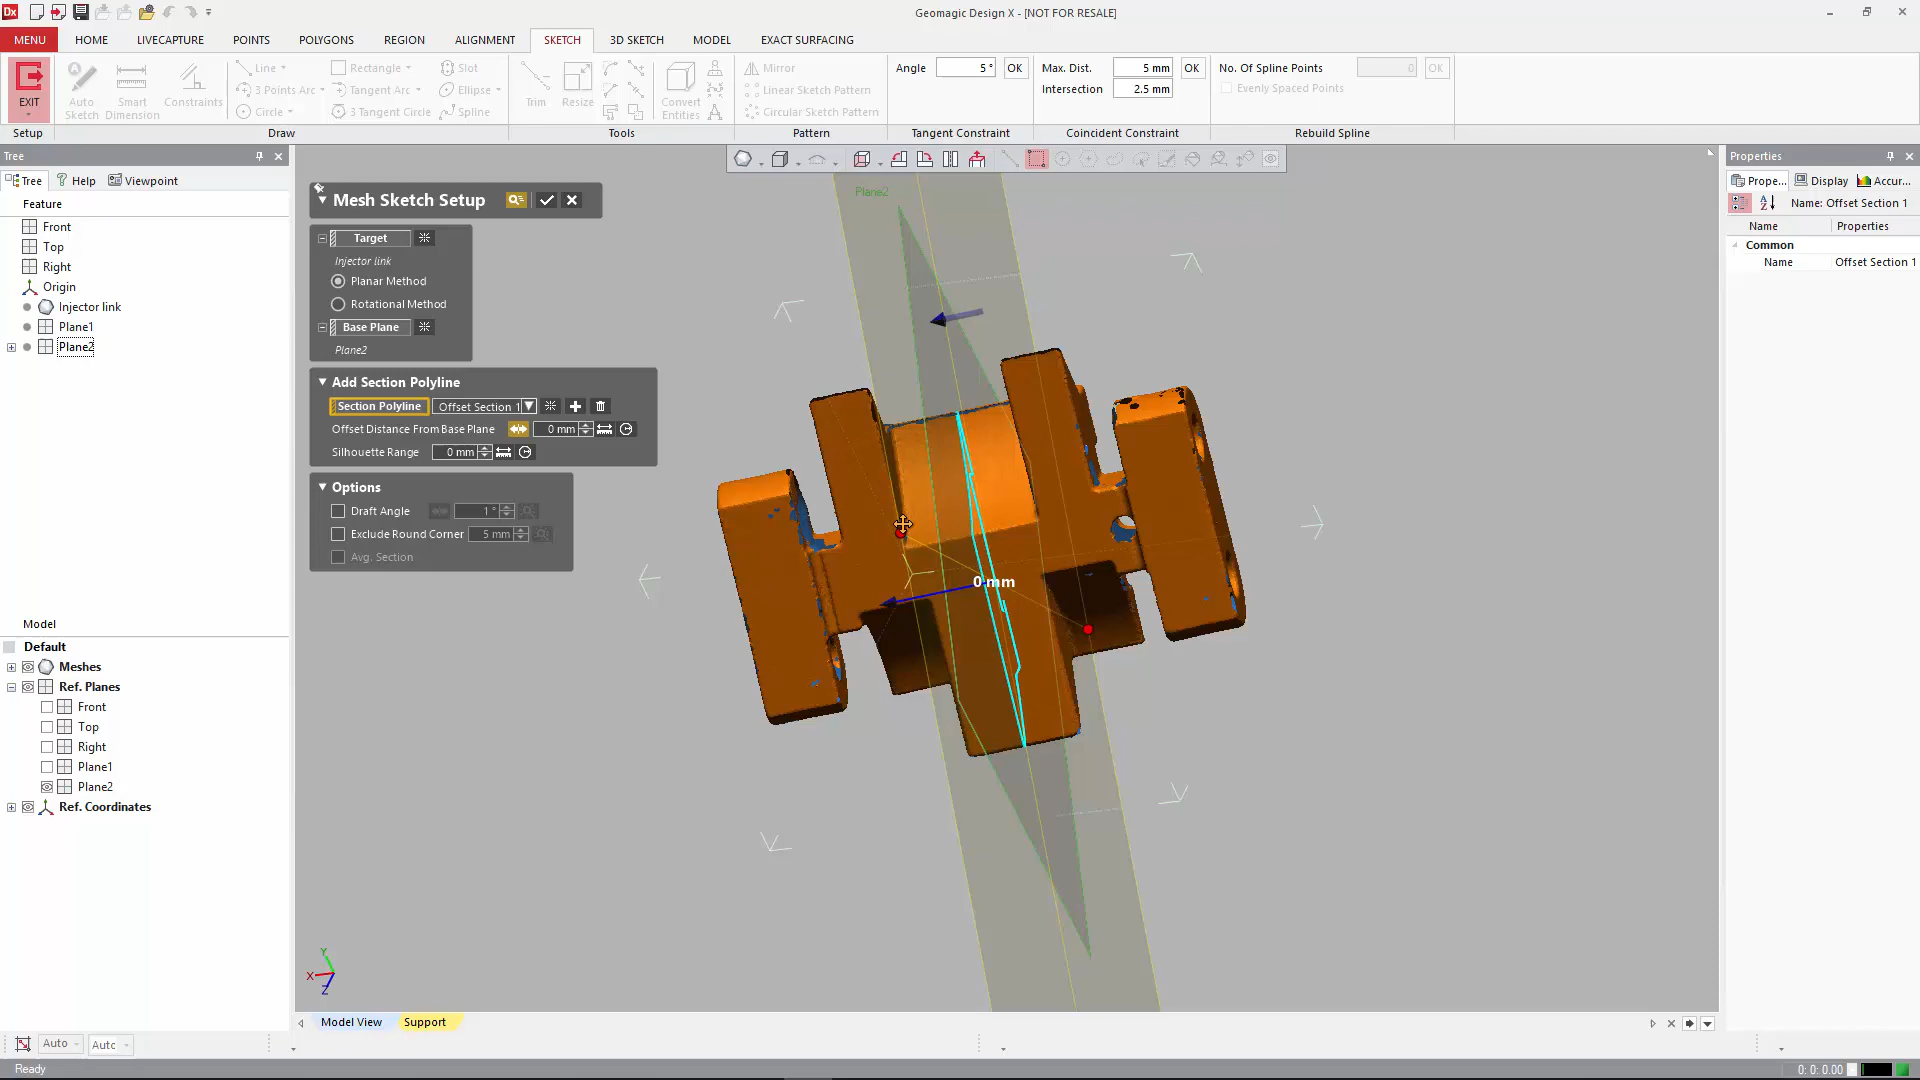 Dx
Geomagic Design X - [NOT FOR RESALE]
MENU HOME LIVECAPTURE POINTS POLYGONS REGION ALIGNMENT SKETCH 3D SKETCH MODEL EXACT SURFACING
EXIT
Auto Sketch
Smart Dimension
Constraints
Line Rectangle Slot
3 Points Arc Tangent Arc Ellipse
Circle 3 Tangent Circle Spline
Trim
Resize
Convert Entities
Mirror
Linear Sketch Pattern
Circular Sketch Pattern
Angle 5 ° OK
Max. Dist. 5 mm OK
Intersection 2.5 mm
No. Of Spline Points 0 OK
Evenly Spaced Points
Setup Draw Tools Pattern Tangent Constraint Coincident Constraint Rebuild Spline
Tree
Tree Help Viewpoint
Feature
Front
Top
Right
Origin
Injector link
Plane1
Plane2
Model
Default
Meshes
Ref. Planes
Front
Top
Right
Plane1
Plane2
Ref. Coordinates
Mesh Sketch Setup
Target
Injector link
Planar Method
Rotational Method
Base Plane
Plane2
Add Section Polyline
Section Polyline Offset Section 1
Offset Distance From Base Plane 0 mm
Silhouette Range 0 mm
Options
Draft Angle 1 °
Exclude Round Corner 5 mm
Avg. Section
Plane2
0 mm
Y
X
Z
Properties
Prope... Display Accur...
Name: Offset Section 1
Name Properties
Common
Name Offset Section 1
Model View Support
Auto Autc
Ready
0: 0: 0.00